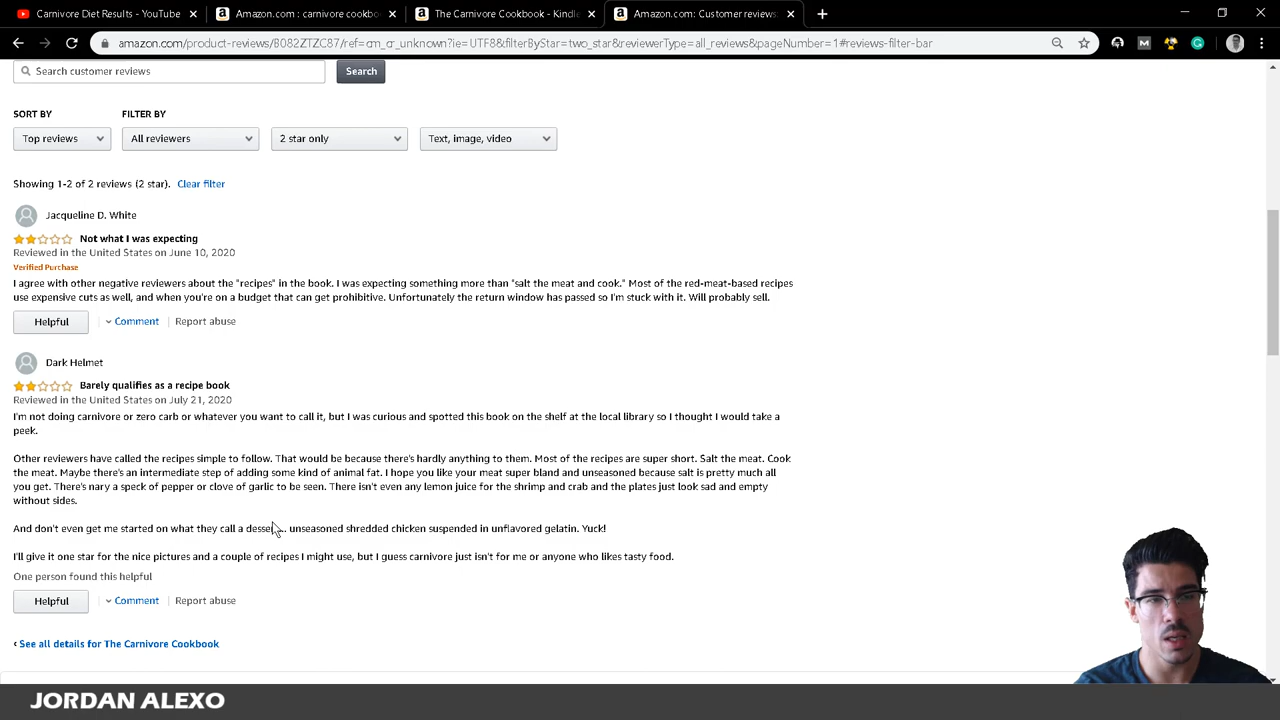 Carnivore Diet Results - YouTube
Amazon.com : carnivore cookbo
The Carnivore Cookbook - Kindl
Amazon.com: Customer reviews:
amazon.com/product-reviews/B082ZTZC87/ref=cm_cr_unknown?ie=UTF8&filterByStar=two_star&reviewerType=all_reviews&pageNumber=1#reviews-filter-bar
Search customer reviews
Search
SORT BY
FILTER BY
Top reviews
All reviewers
2 star only
Text, image, video
Showing 1-2 of 2 reviews (2 star). Clear filter
Jacqueline D. White
Not what I was expecting
Reviewed in the United States on June 10, 2020
Verified Purchase
I agree with other negative reviewers about the "recipes" in the book. I was expecting something more than "salt the meat and cook." Most of the red-meat-based recipes
use expensive cuts as well, and when you're on a budget that can get prohibitive. Unfortunately the return window has passed so I'm stuck with it. Will probably sell.
Helpful
Comment
Report abuse
Dark Helmet
Barely qualifies as a recipe book
Reviewed in the United States on July 21, 2020
I'm not doing carnivore or zero carb or whatever you want to call it, but I was curious and spotted this book on the shelf at the local library so I thought I would take a
peek.
Other reviewers have called the recipes simple to follow. That would be because there's hardly anything to them. Most of the recipes are super short. Salt the meat. Cook
the meat. Maybe there's an intermediate step of adding some kind of animal fat. I hope you like your meat super bland and unseasoned because salt is pretty much all
you get. There's nary a speck of pepper or clove of garlic to be seen. There isn't even any lemon juice for the shrimp and crab and the plates just look sad and empty
without sides.
And don't even get me started on what they call a dessert... unseasoned shredded chicken suspended in unflavored gelatin. Yuck!
I'll give it one star for the nice pictures and a couple of recipes I might use, but I guess carnivore just isn't for me or anyone who likes tasty food.
One person found this helpful
Helpful
Comment
Report abuse
‹ See all details for The Carnivore Cookbook
JORDAN ALEXO